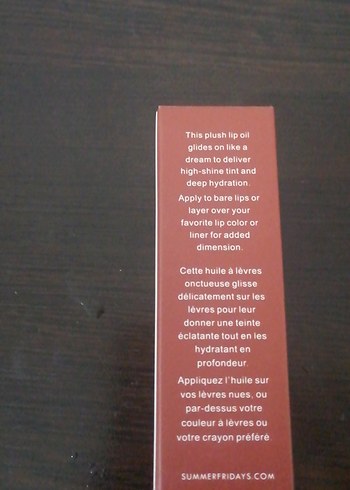 This plush lip oil
glides on like a
dream to deliver
high-shine tint and
deep hydration.
Apply to bare lips or
layer over your
favorite lip color or
liner for added
dimension.
Cette huile à lèvres
onctueuse glisse
délicatement sur les
lèvres pour leur
donner une teinte
éclatante tout en les
hydratant en
profondeur.
Appliquez l'huile sur
vos lèvres nues, ou
par-dessus votre
couleur à lèvres ou
votre crayon préféré.
SUMMERFRIDAYS.COM